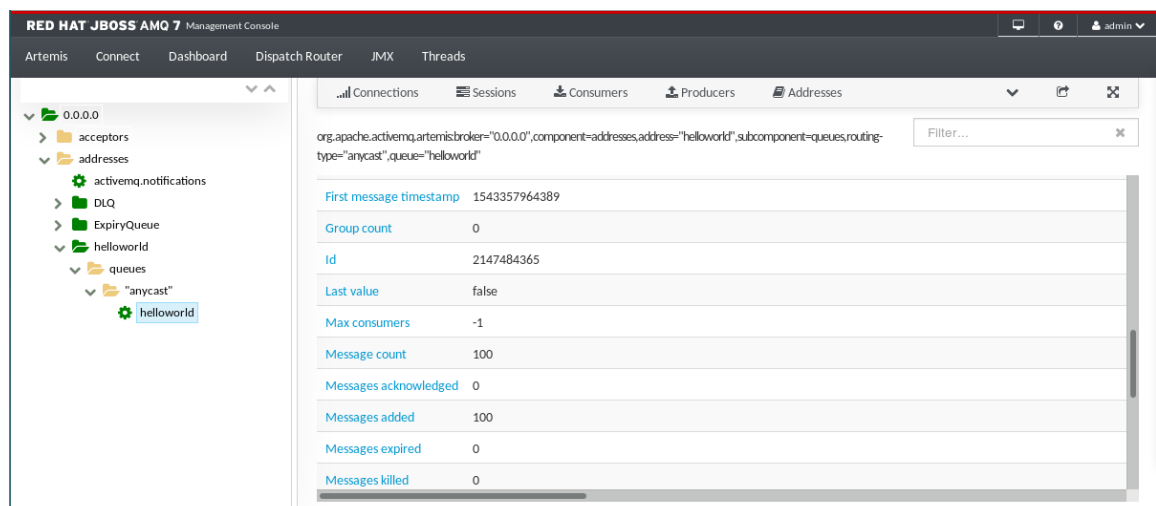 RED HAT JBOSS AMQ 7 Management Console
admin
Artemis Connect Dashboard Dispatch Router JMX Threads
Connections Sessions Consumers Producers Addresses
0.0.0.0
acceptors
addresses
activemq.notifications
DLQ
ExpiryQueue
helloworld
queues
"anycast"
helloworld
org.apache.activemq.artemis:broker="0.0.0.0",component=addresses,address="helloworld",subcomponent=queues,routing-
type="anycast",queue="helloworld"
Filter...
First message timestamp 1543357964389
Group count 0
Id 2147484365
Last value false
Max consumers -1
Message count 100
Messages acknowledged 0
Messages added 100
Messages expired 0
Messages killed 0